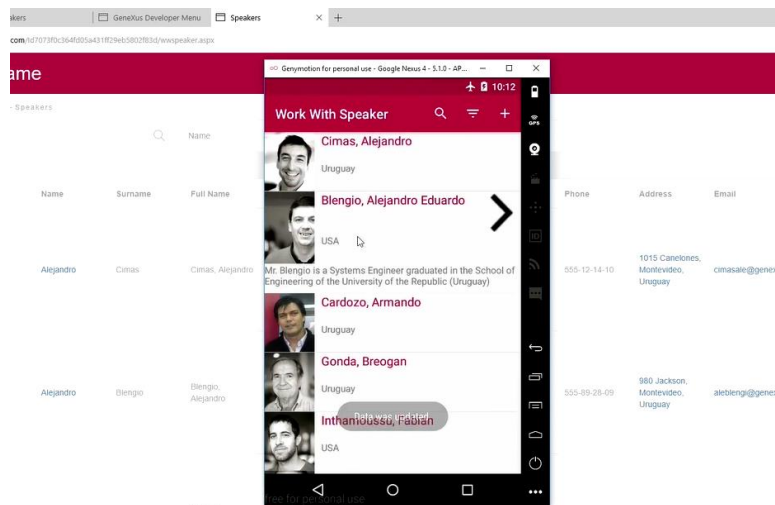 akers
GeneXus Developer Menu
Speakers
com/Id7073f0c364fd05a431ff29eb5802f83d/wwspeaker.aspx
ame
- Speakers
Name
Name
Surname
Full Name
Phone
Address
Email
Alejandro
Cimas
Cimas, Alejandro
555-12-14-10
1015 Canelones,
Montevideo,
Uruguay
cimasale@genex
Alejandro
Blengio
Blengio,
Alejandro
555-89-28-09
980 Jackson,
Montevideo,
Uruguay
aleblengi@genex
Genymotion for personal use - Google Nexus 4 - 5.1.0 - AP...
10:12
Work With Speaker
Cimas, Alejandro
Uruguay
Blengio, Alejandro Eduardo
USA
Mr. Blengio is a Systems Engineer graduated in the School of
Engineering of the University of the Republic (Uruguay)
Cardozo, Armando
Uruguay
Gonda, Breogan
Uruguay
Data was updated
Inthamoussu, Fabian
USA
free for personal use
GPS
ID